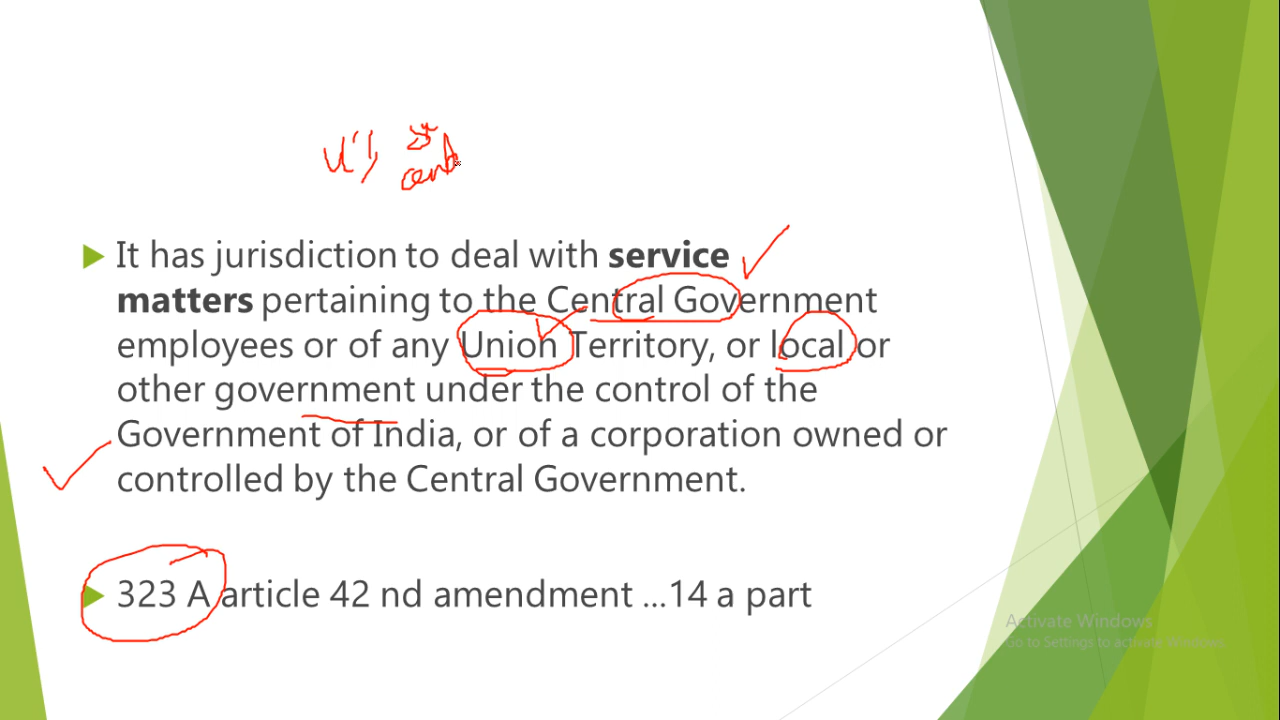 It has jurisdiction to deal with service
matters pertaining to the Central Government
employees or of any Union Territory, or local or
other government under the control of the
Government of India, or of a corporation owned or
controlled by the Central Government.
323 A article 42 nd amendment ...14 a part
Activate Windows
Go to Settings to activate Windows.